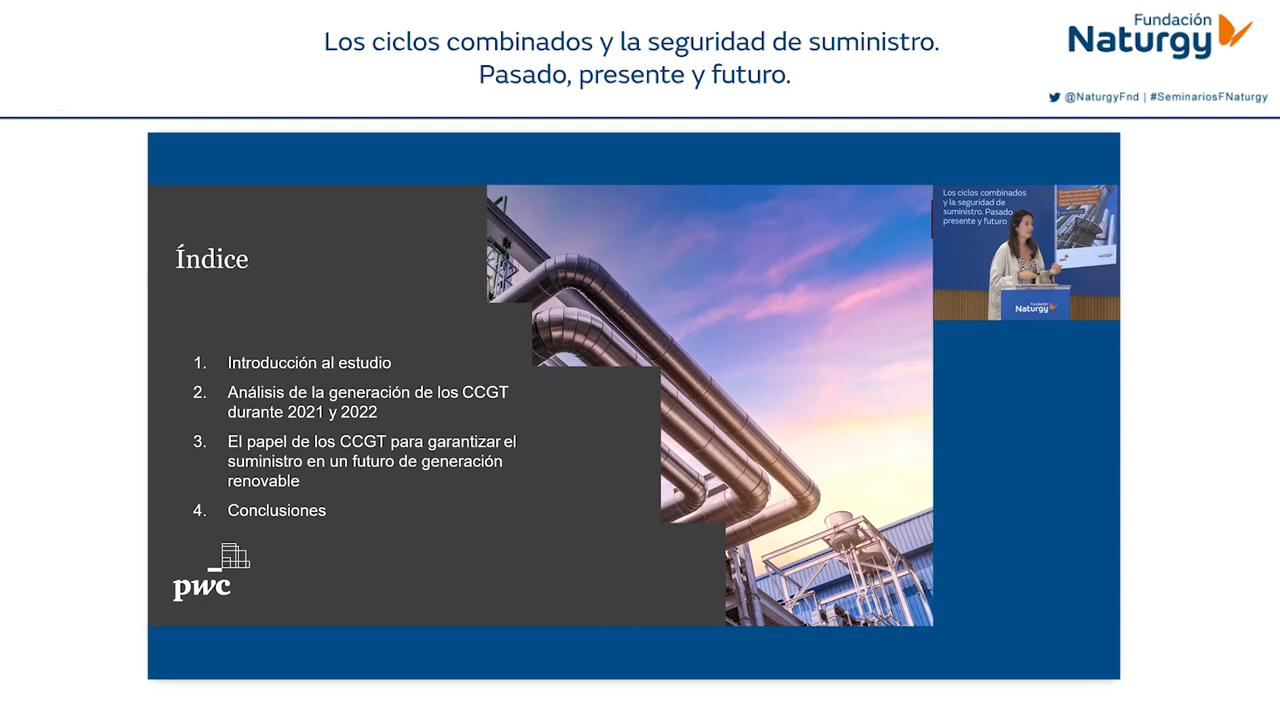 Los ciclos combinados y la seguridad de suministro.
Pasado, presente y futuro.
Fundación
Naturgy
@NaturgyFnd | #SeminariosFNaturgy
Índice
1. Introducción al estudio
2. Análisis de la generación de los CCGT
durante 2021 y 2022
3. El papel de los CCGT para garantizar el
suministro en un futuro de generación
renovable
4. Conclusiones
pwc
Los ciclos combinados
y la seguridad de
suministro. Pasado
presente y futuro
Fundación
Naturgy